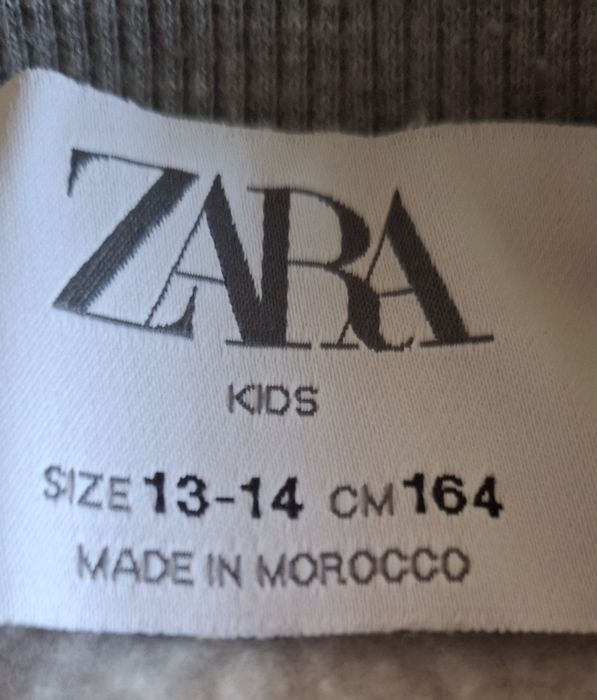 ZARA
KIDS
SIZE 13-14 CM 164
MADE IN MOROCCO